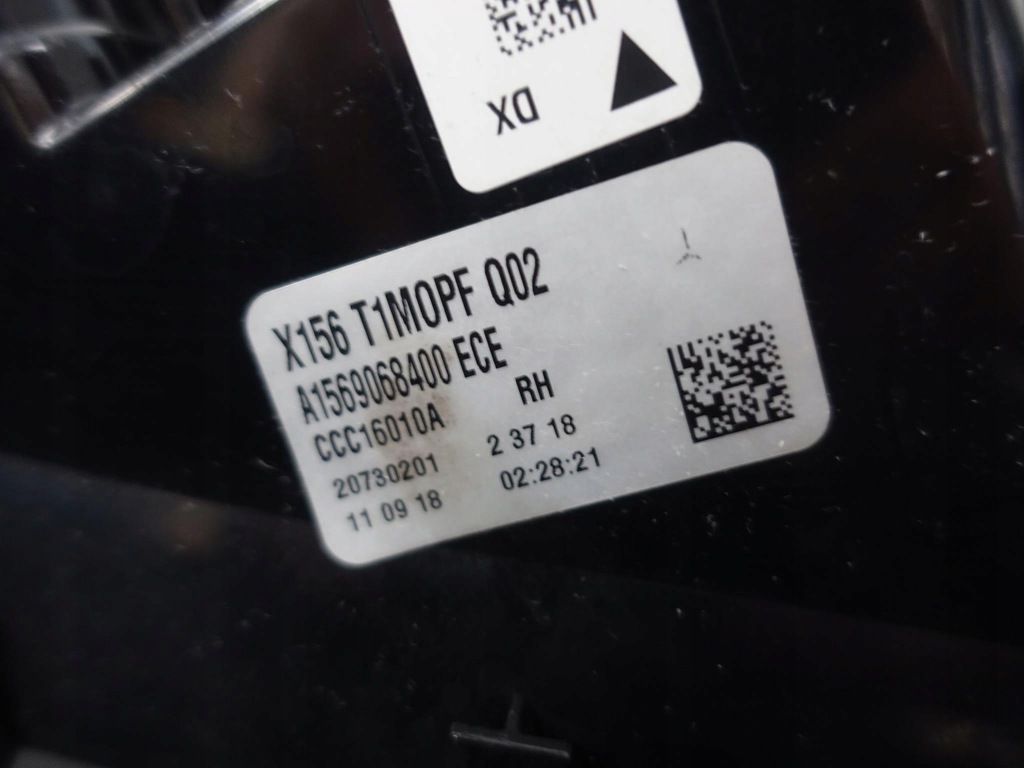 DX
X156 T1MOPF Q02
A1569068400 ECE
CCC16010A RH
20730201 2 37 18
11 09 18 02:28:21